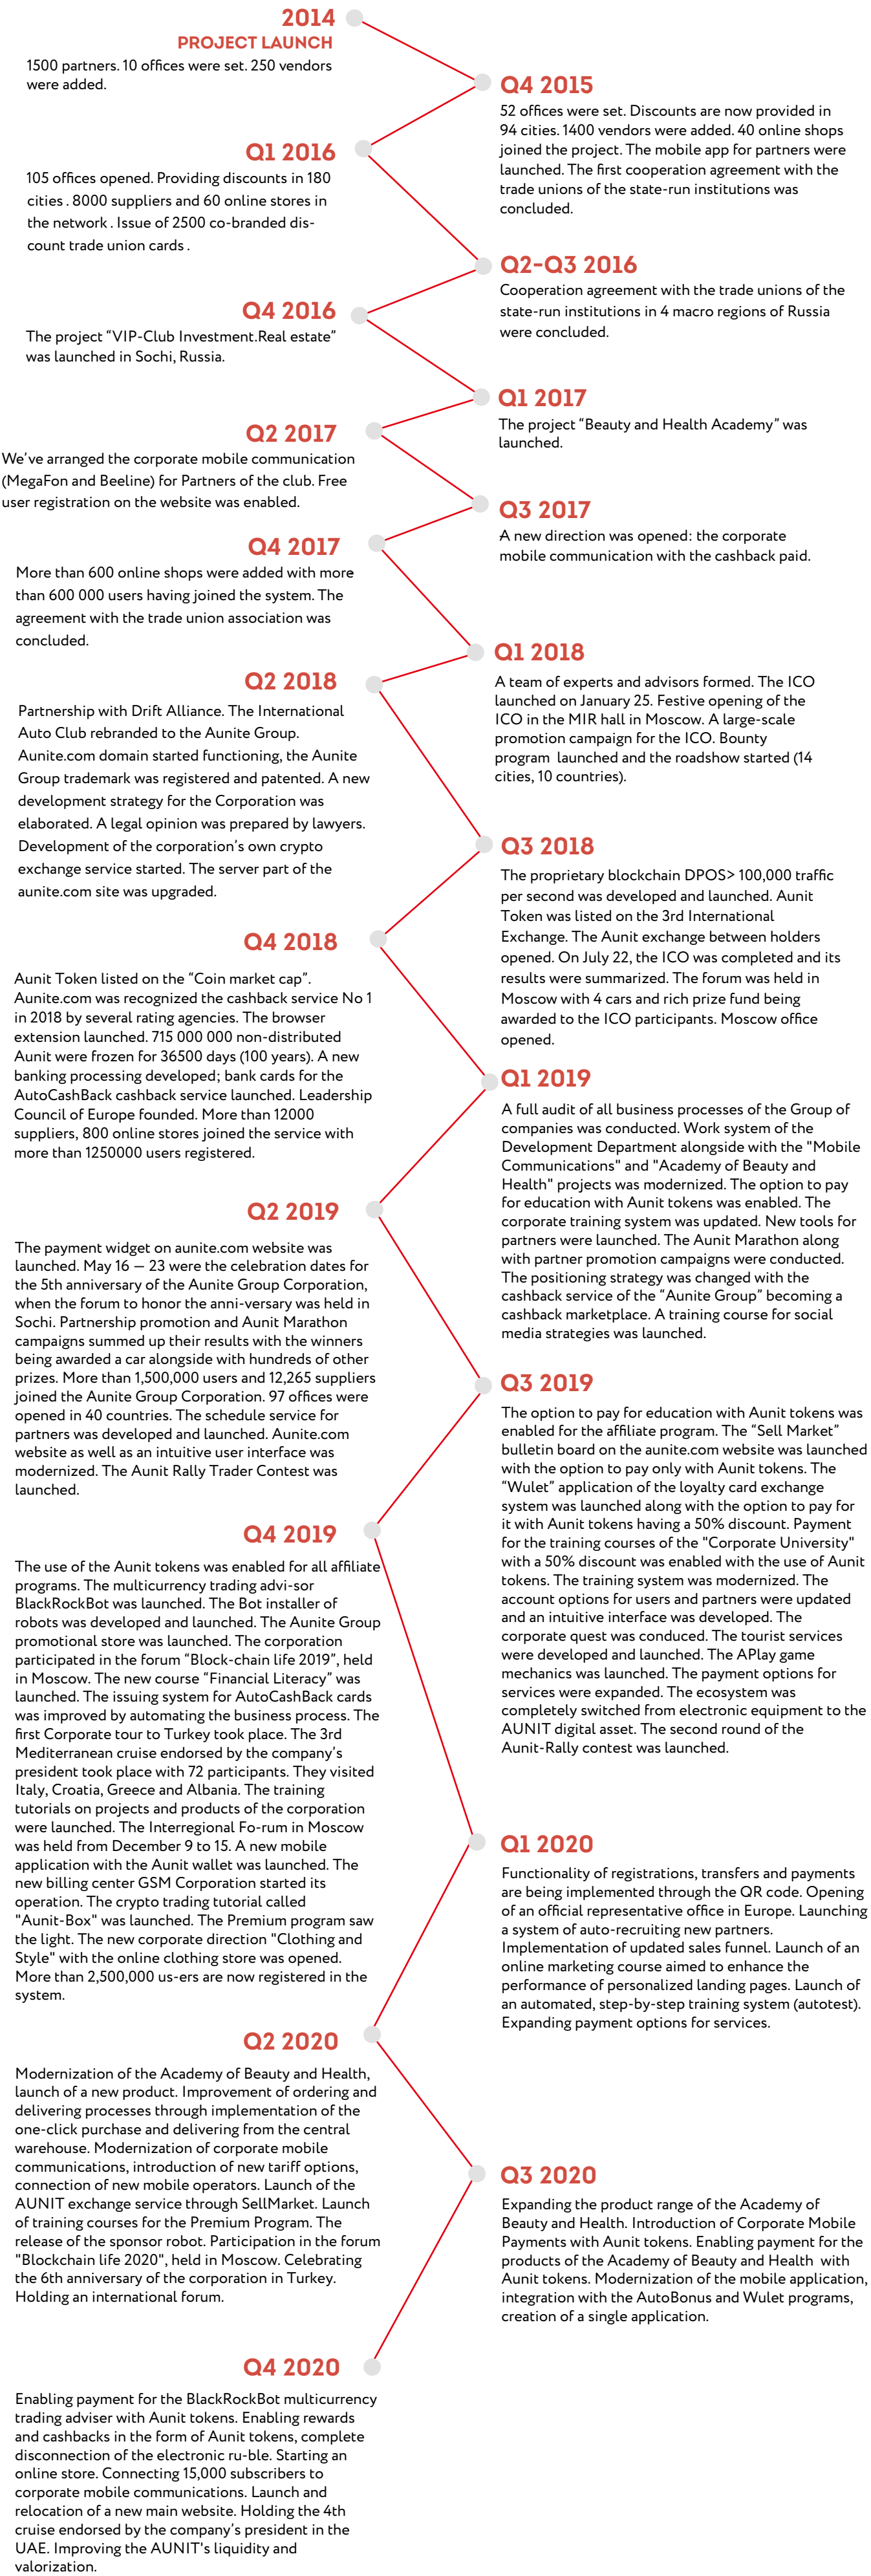 2014
PROJECT LAUNCH
1500 partners. 10 offices were set. 250 vendors
were added.
Q4 2015
52 offices were set. Discounts are now provided in
94 cities. 1400 vendors were added. 40 online shops
joined the project. The mobile app for partners were
launched. The first cooperation agreement with the
trade unions of the state-run institutions was
concluded.
Q1 2016
105 offices opened. Providing discounts in 180
cities . 8000 suppliers and 60 online stores in
the network . Issue of 2500 co-branded dis-
count trade union cards .
Q2-Q3 2016
Cooperation agreement with the trade unions of the
state-run institutions in 4 macro regions of Russia
were concluded.
Q4 2016
The project “VIP-Club Investment.Real estate”
was launched in Sochi, Russia.
Q1 2017
The project “Beauty and Health Academy” was
launched.
Q2 2017
We’ve arranged the corporate mobile communication
(MegaFon and Beeline) for Partners of the club. Free
user registration on the website was enabled.
Q3 2017
A new direction was opened: the corporate
mobile communication with the cashback paid.
Q4 2017
More than 600 online shops were added with more
than 600 000 users having joined the system. The
agreement with the trade union association was
concluded.
Q1 2018
A team of experts and advisors formed. The ICO
launched on January 25. Festive opening of the
ICO in the MIR hall in Moscow. A large-scale
promotion campaign for the ICO. Bounty
program launched and the roadshow started (14
cities, 10 countries).
Q2 2018
Partnership with Drift Alliance. The International
Auto Club rebranded to the Aunite Group.
Aunite.com domain started functioning, the Aunite
Group trademark was registered and patented. A new
development strategy for the Corporation was
elaborated. A legal opinion was prepared by lawyers.
Development of the corporation’s own crypto
exchange service started. The server part of the
aunite.com site was upgraded.
Q3 2018
The proprietary blockchain DPOS> 100,000 traffic
per second was developed and launched. Aunit
Token was listed on the 3rd International
Exchange. The Aunit exchange between holders
opened. On July 22, the ICO was completed and its
results were summarized. The forum was held in
Moscow with 4 cars and rich prize fund being
awarded to the ICO participants. Moscow office
opened.
Q4 2018
Aunit Token listed on the “Coin market cap”.
Aunite.com was recognized the cashback service No 1
in 2018 by several rating agencies. The browser
extension launched. 715 000 000 non-distributed
Aunit were frozen for 36500 days (100 years). A new
banking processing developed; bank cards for the
AutoCashBack cashback service launched. Leadership
Council of Europe founded. More than 12000
suppliers, 800 online stores joined the service with
more than 1250000 users registered.
Q1 2019
A full audit of all business processes of the Group of
companies was conducted. Work system of the
Development Department alongside with the "Mobile
Communications" and "Academy of Beauty and
Health" projects was modernized. The option to pay
for education with Aunit tokens was enabled. The
corporate training system was updated. New tools for
partners were launched. The Aunit Marathon along
with partner promotion campaigns were conducted.
The positioning strategy was changed with the
cashback service of the “Aunite Group” becoming a
cashback marketplace. A training course for social
media strategies was launched.
Q2 2019
The payment widget on aunite.com website was
launched. May 16 – 23 were the celebration dates for
the 5th anniversary of the Aunite Group Corporation,
when the forum to honor the anni-versary was held in
Sochi. Partnership promotion and Aunit Marathon
campaigns summed up their results with the winners
being awarded a car alongside with hundreds of other
prizes. More than 1,500,000 users and 12,265 suppliers
joined the Aunite Group Corporation. 97 offices were
opened in 40 countries. The schedule service for
partners was developed and launched. Aunite.com
website as well as an intuitive user interface was
modernized. The Aunit Rally Trader Contest was
launched.
Q3 2019
The option to pay for education with Aunit tokens was
enabled for the affiliate program. The “Sell Market”
bulletin board on the aunite.com website was launched
with the option to pay only with Aunit tokens. The
“Wulet” application of the loyalty card exchange
system was launched along with the option to pay for
it with Aunit tokens having a 50% discount. Payment
for the training courses of the "Corporate University"
with a 50% discount was enabled with the use of Aunit
tokens. The training system was modernized. The
account options for users and partners were updated
and an intuitive interface was developed. The
corporate quest was conduced. The tourist services
were developed and launched. The APlay game
mechanics was launched. The payment options for
services were expanded. The ecosystem was
completely switched from electronic equipment to the
AUNIT digital asset. The second round of the
Aunit-Rally contest was launched.
Q4 2019
The use of the Aunit tokens was enabled for all affiliate
programs. The multicurrency trading advi-sor
BlackRockBot was launched. The Bot installer of
robots was developed and launched. The Aunite Group
promotional store was launched. The corporation
participated in the forum “Block-chain life 2019”, held
in Moscow. The new course “Financial Literacy” was
launched. The issuing system for AutoCashBack cards
was improved by automating the business process. The
first Corporate tour to Turkey took place. The 3rd
Mediterranean cruise endorsed by the company’s
president took place with 72 participants. They visited
Italy, Croatia, Greece and Albania. The training
tutorials on projects and products of the corporation
were launched. The Interregional Fo-rum in Moscow
was held from December 9 to 15. A new mobile
application with the Aunit wallet was launched. The
new billing center GSM Corporation started its
operation. The crypto trading tutorial called
"Aunit-Box" was launched. The Premium program saw
the light. The new corporate direction "Clothing and
Style" with the online clothing store was opened.
More than 2,500,000 us-ers are now registered in the
system.
Q1 2020
Functionality of registrations, transfers and payments
are being implemented through the QR code. Opening
of an official representative office in Europe. Launching
a system of auto-recruiting new partners.
Implementation of updated sales funnel. Launch of an
online marketing course aimed to enhance the
performance of personalized landing pages. Launch of
an automated, step-by-step training system (autotest).
Expanding payment options for services.
Q2 2020
Modernization of the Academy of Beauty and Health,
launch of a new product. Improvement of ordering and
delivering processes through implementation of the
one-click purchase and delivering from the central
warehouse. Modernization of corporate mobile
communications, introduction of new tariff options,
connection of new mobile operators. Launch of the
AUNIT exchange service through SellMarket. Launch
of training courses for the Premium Program. The
release of the sponsor robot. Participation in the forum
"Blockchain life 2020", held in Moscow. Celebrating
the 6th anniversary of the corporation in Turkey.
Holding an international forum.
Q3 2020
Expanding the product range of the Academy of
Beauty and Health. Introduction of Corporate Mobile
Payments with Aunit tokens. Enabling payment for the
products of the Academy of Beauty and Health with
Aunit tokens. Modernization of the mobile application,
integration with the AutoBonus and Wulet programs,
creation of a single application.
Q4 2020
Enabling payment for the BlackRockBot multicurrency
trading adviser with Aunit tokens. Enabling rewards
and cashbacks in the form of Aunit tokens, complete
disconnection of the electronic ru-ble. Starting an
online store. Connecting 15,000 subscribers to
corporate mobile communications. Launch and
relocation of a new main website. Holding the 4th
cruise endorsed by the company’s president in the
UAE. Improving the AUNIT's liquidity and
valorization.